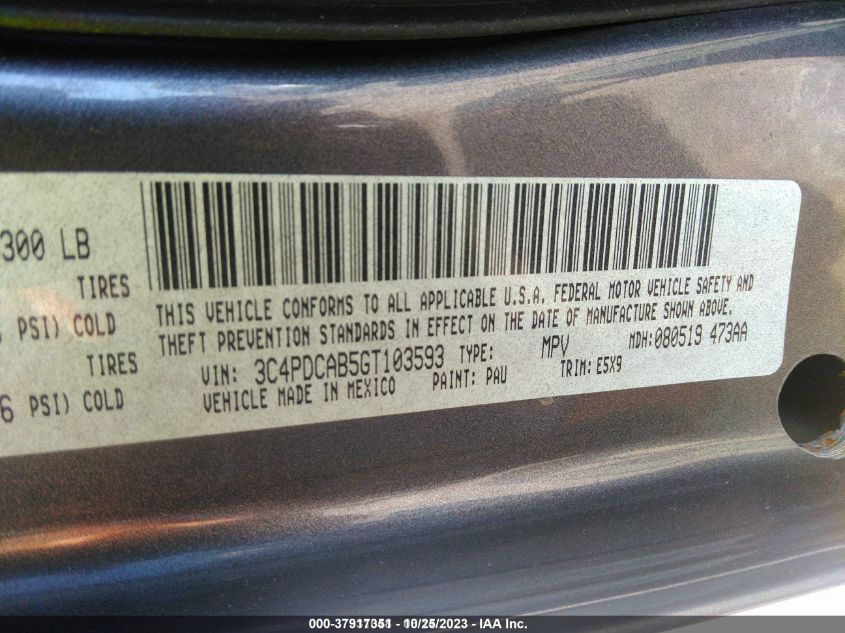 300 LB
TIRES
PSI) COLD
TIRES
6 PSI) COLD
THIS VEHICLE CONFORMS TO ALL APPLICABLE U.S.A. FEDERAL MOTOR VEHICLE SAFETY AND
THEFT PREVENTION STANDARDS IN EFFECT ON THE DATE OF MANUFACTURE SHOWN ABOVE.
VIN: 3C4PDCAB5GT103593 TYPE: MPV MDH:080519 473AA
VEHICLE MADE IN MEXICO PAINT: PAU TRIM: E5X9
000-37917351 - 10/25/2023 - IAA Inc.